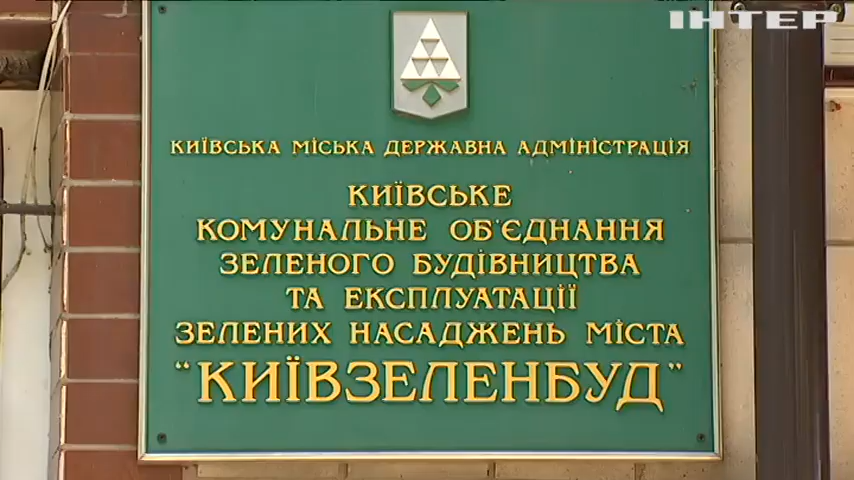 ІНТЕР
КИЇВСЬКА МІСЬКА ДЕРЖАВНА АДМІНІСТРАЦІЯ
КИЇВСЬКЕ
КОМУНАЛЬНЕ ОБ'ЄДНАННЯ
ЗЕЛЕНОГО БУДІВНИЦТВА
ТА ЕКСПЛУАТАЦІЇ
ЗЕЛЕНИХ НАСАДЖЕНЬ МІСТА
"КИЇВЗЕЛЕНБУД"